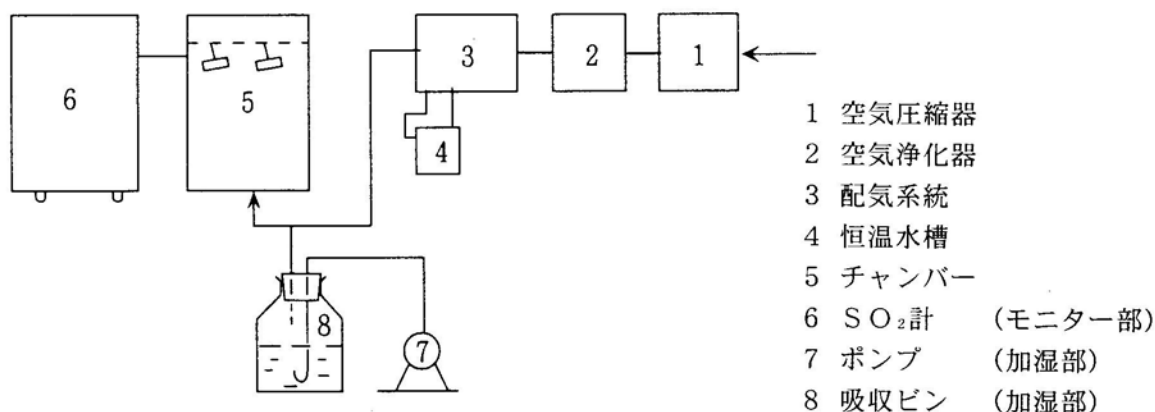 6
5
3
2
1
4
8
7
1 空気圧縮器
2 空気浄化器
3 配気系統
4 恒温水槽
5 チャンバー
6 SO₂計 (モニター部)
7 ポンプ (加湿部)
8 吸収ビン (加湿部)